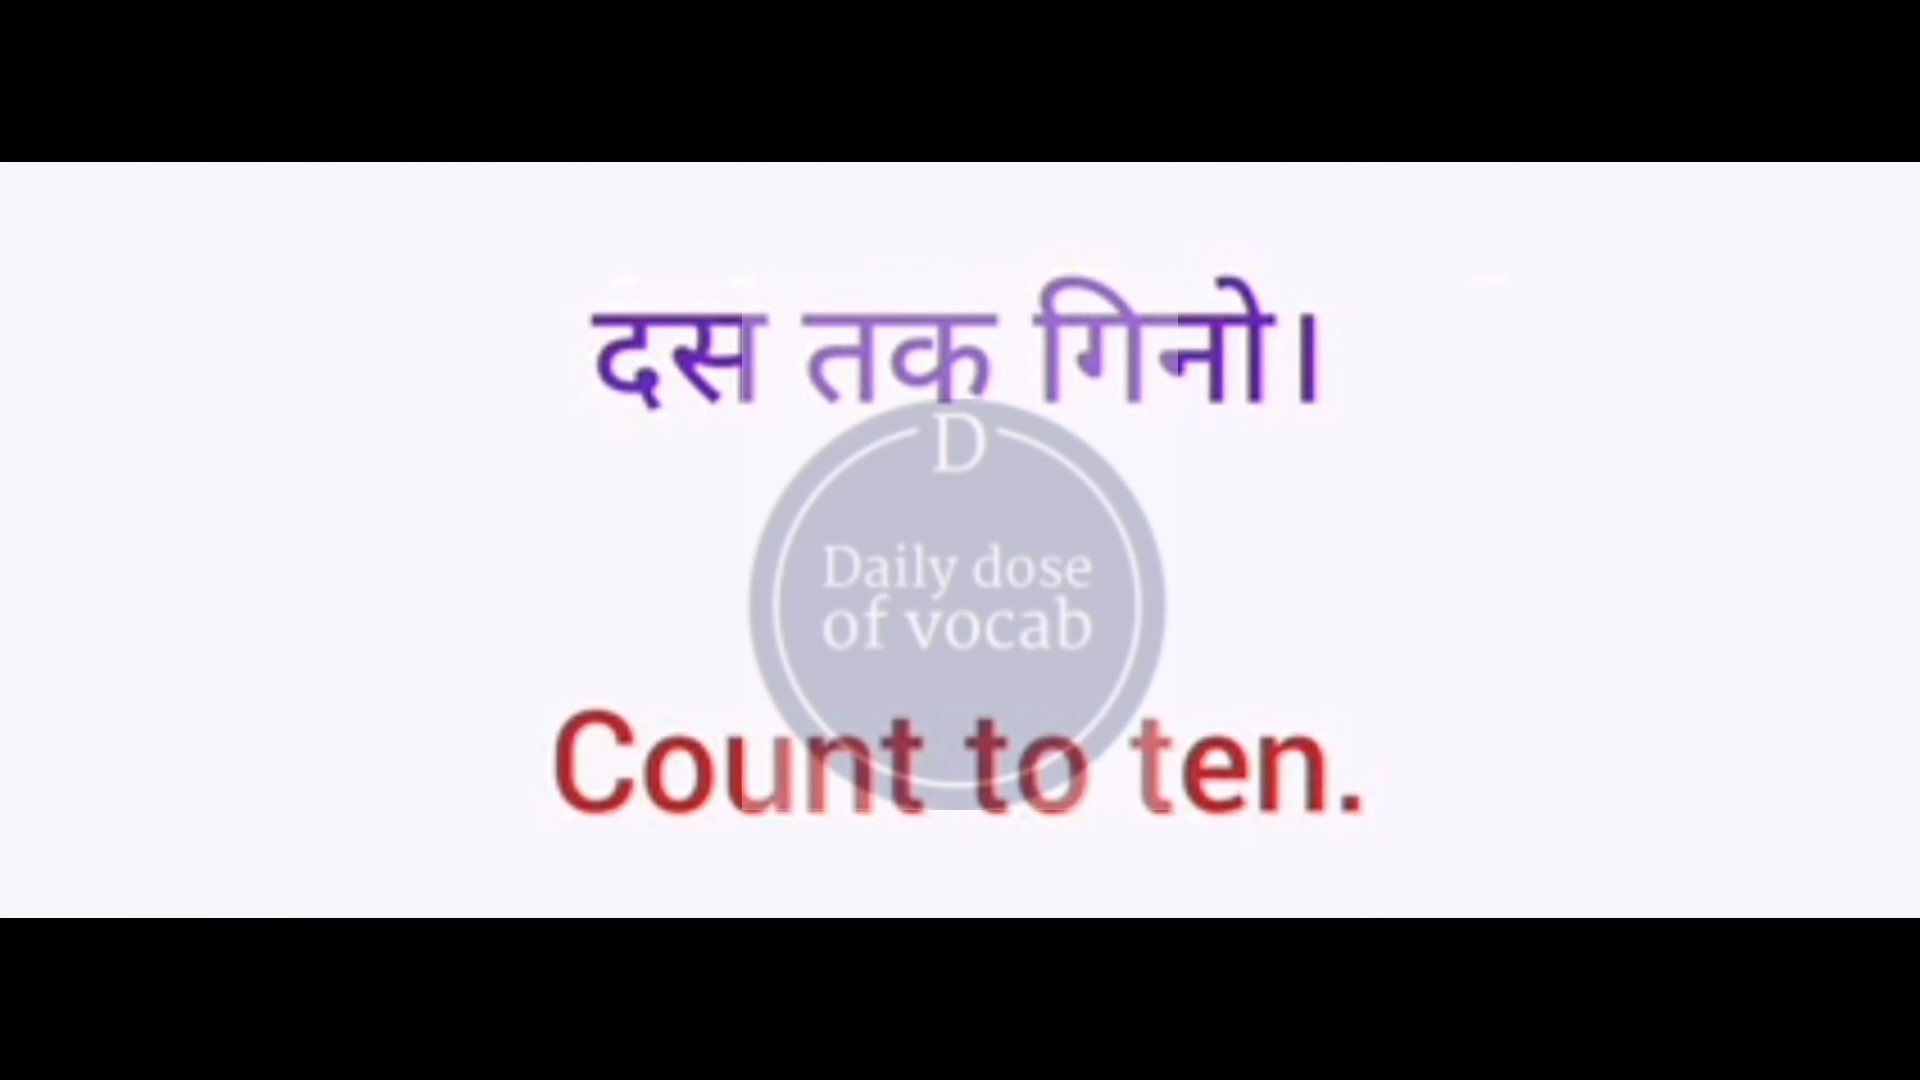 दस तक गिनो।
D
Daily dose
of vocab
Count to ten.